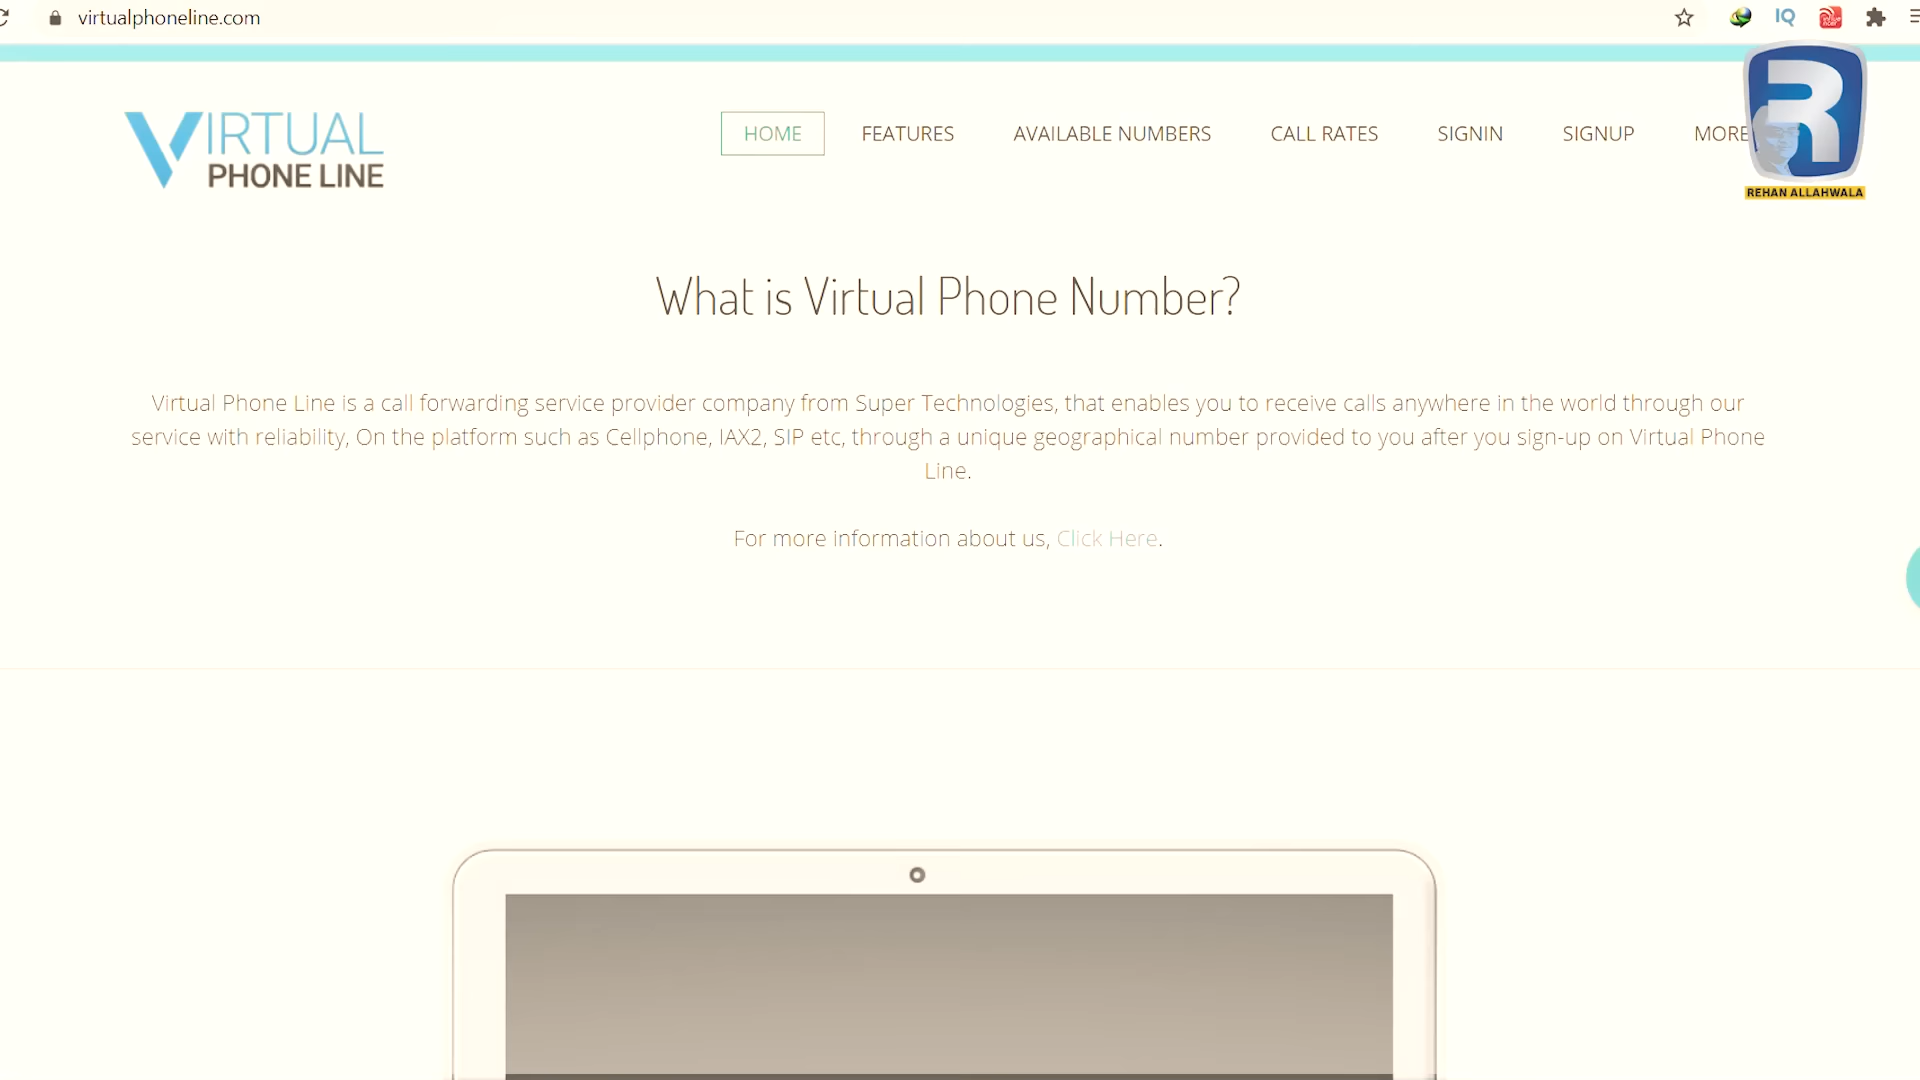 virtualphoneline.com
IQ
VIRTUAL
PHONE LINE
HOME FEATURES AVAILABLE NUMBERS CALL RATES SIGNIN SIGNUP MORE
R
REHAN ALLAHWALA
What is Virtual Phone Number?
Virtual Phone Line is a call forwarding service provider company from Super Technologies, that enables you to receive calls anywhere in the world through our
service with reliability, On the platform such as Cellphone, IAX2, SIP etc, through a unique geographical number provided to you after you sign-up on Virtual Phone
Line.
For more information about us, Click Here.